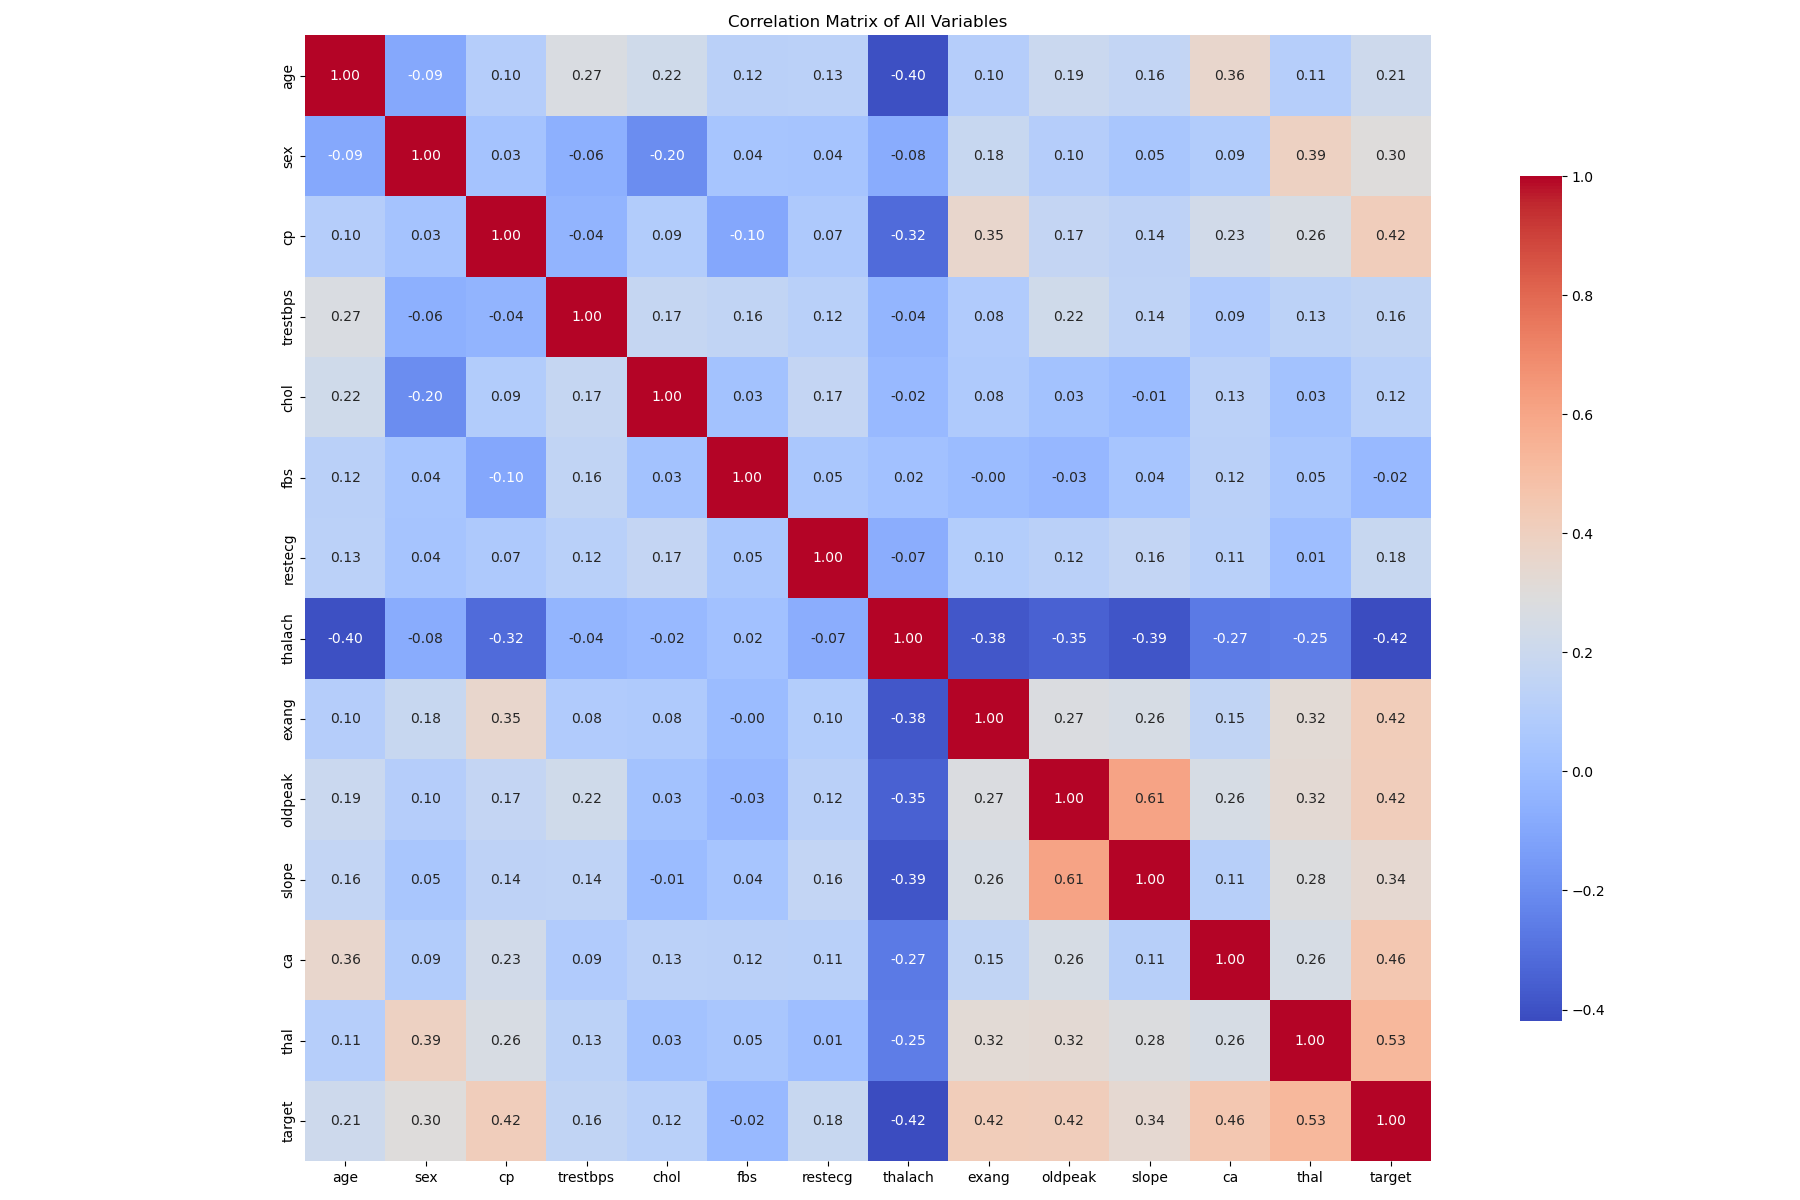 Correlation Matrix of All Variables
age 1.00 -0.09 0.10 0.27 0.22 0.12 0.13 -0.40 0.10 0.19 0.16 0.36 0.11 0.21
sex -0.09 1.00 0.03 -0.06 -0.20 0.04 0.04 -0.08 0.18 0.10 0.05 0.09 0.39 0.30
cp 0.10 0.03 1.00 -0.04 0.09 -0.10 0.07 -0.32 0.35 0.17 0.14 0.23 0.26 0.42
trestbps 0.27 -0.06 -0.04 1.00 0.17 0.16 0.12 -0.04 0.08 0.22 0.14 0.09 0.13 0.16
chol 0.22 -0.20 0.09 0.17 1.00 0.03 0.17 -0.02 0.08 0.03 -0.01 0.13 0.03 0.12
fbs 0.12 0.04 -0.10 0.16 0.03 1.00 0.05 0.02 -0.00 -0.03 0.04 0.12 0.05 -0.02
restecg 0.13 0.04 0.07 0.12 0.17 0.05 1.00 -0.07 0.10 0.12 0.16 0.11 0.01 0.18
thalach -0.40 -0.08 -0.32 -0.04 -0.02 0.02 -0.07 1.00 -0.38 -0.35 -0.39 -0.27 -0.25 -0.42
exang 0.10 0.18 0.35 0.08 0.08 -0.00 0.10 -0.38 1.00 0.27 0.26 0.15 0.32 0.42
oldpeak 0.19 0.10 0.17 0.22 0.03 -0.03 0.12 -0.35 0.27 1.00 0.61 0.26 0.32 0.42
slope 0.16 0.05 0.14 0.14 -0.01 0.04 0.16 -0.39 0.26 0.61 1.00 0.11 0.28 0.34
ca 0.36 0.09 0.23 0.09 0.13 0.12 0.11 -0.27 0.15 0.26 0.11 1.00 0.26 0.46
thal 0.11 0.39 0.26 0.13 0.03 0.05 0.01 -0.25 0.32 0.32 0.28 0.26 1.00 0.53
target 0.21 0.30 0.42 0.16 0.12 -0.02 0.18 -0.42 0.42 0.42 0.34 0.46 0.53 1.00
age sex cp trestbps chol fbs restecg thalach exang oldpeak slope ca thal target
1.0
0.8
0.6
0.4
0.2
0.0
−0.2
−0.4